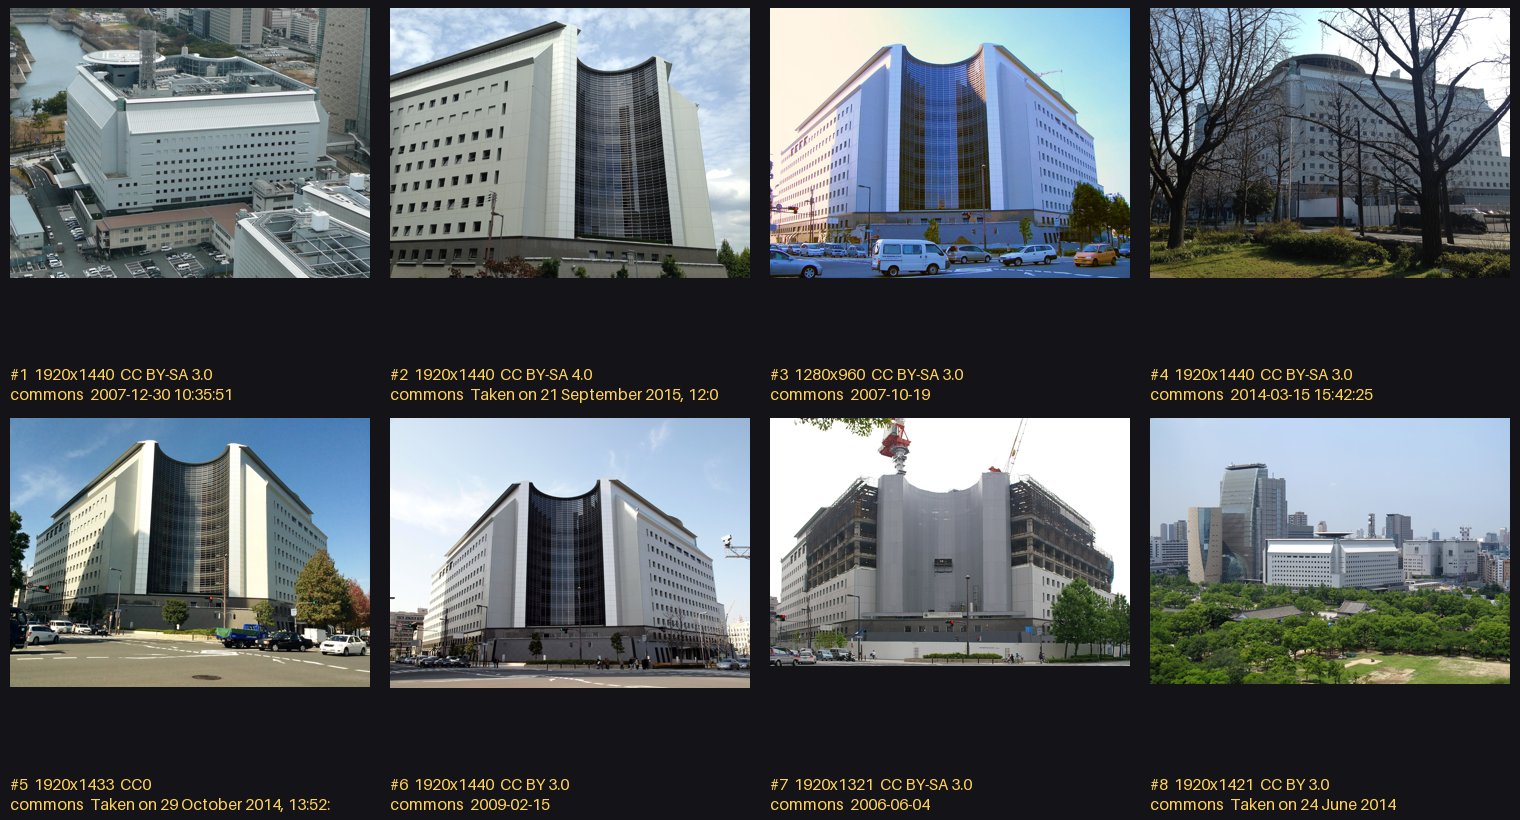 #1 1920x1440 CC BY-SA 3.0
commons 2007-12-30 10:35:51
#2 1920x1440 CC BY-SA 4.0
commons Taken on 21 September 2015, 12:0
#3 1280x960 CC BY-SA 3.0
commons 2007-10-19
#4 1920x1440 CC BY-SA 3.0
commons 2014-03-15 15:42:25
#5 1920x1433 CC0
commons Taken on 29 October 2014, 13:52:
#6 1920x1440 CC BY 3.0
commons 2009-02-15
#7 1920x1321 CC BY-SA 3.0
commons 2006-06-04
#8 1920x1421 CC BY 3.0
commons Taken on 24 June 2014